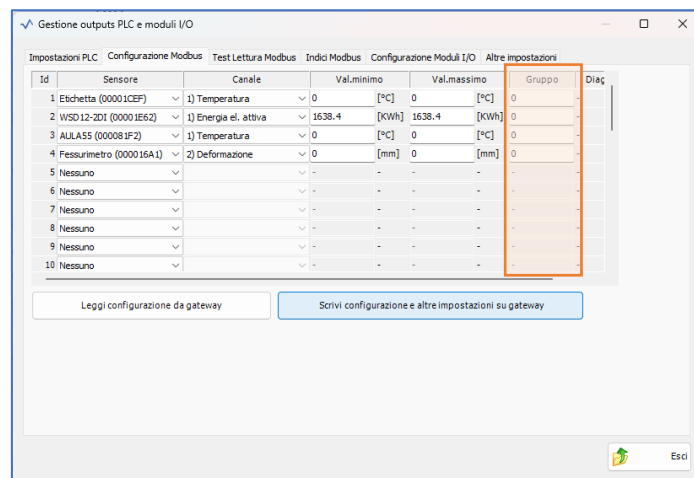 Gestione outputs PLC e moduli I/O
Impostazioni PLC Configurazione Modbus Test Lettura Modbus Indici Modbus Configurazione Moduli I/O Altre impostazioni
Id Sensore Canale Val.minimo Val.massimo Gruppo Diag
1 Etichetta (00001CEF) 1) Temperatura 0 [°C] 0 [°C] 0 -
2 WSD12-2DI (00001E62) 1) Energia el. attiva 1638.4 [KWh] 1638.4 [KWh] 0 -
3 AULA55 (000081F2) 1) Temperatura 0 [°C] 0 [°C] 0 -
4 Fessurimetro (000016A1) 2) Deformazione 0 [mm] 0 [mm] 0 -
5 Nessuno - - - - - -
6 Nessuno - - - - - -
7 Nessuno - - - - - -
8 Nessuno - - - - - -
9 Nessuno - - - - - -
10 Nessuno - - - - - -
Leggi configurazione da gateway Scrivi configurazione e altre impostazioni su gateway
Esci